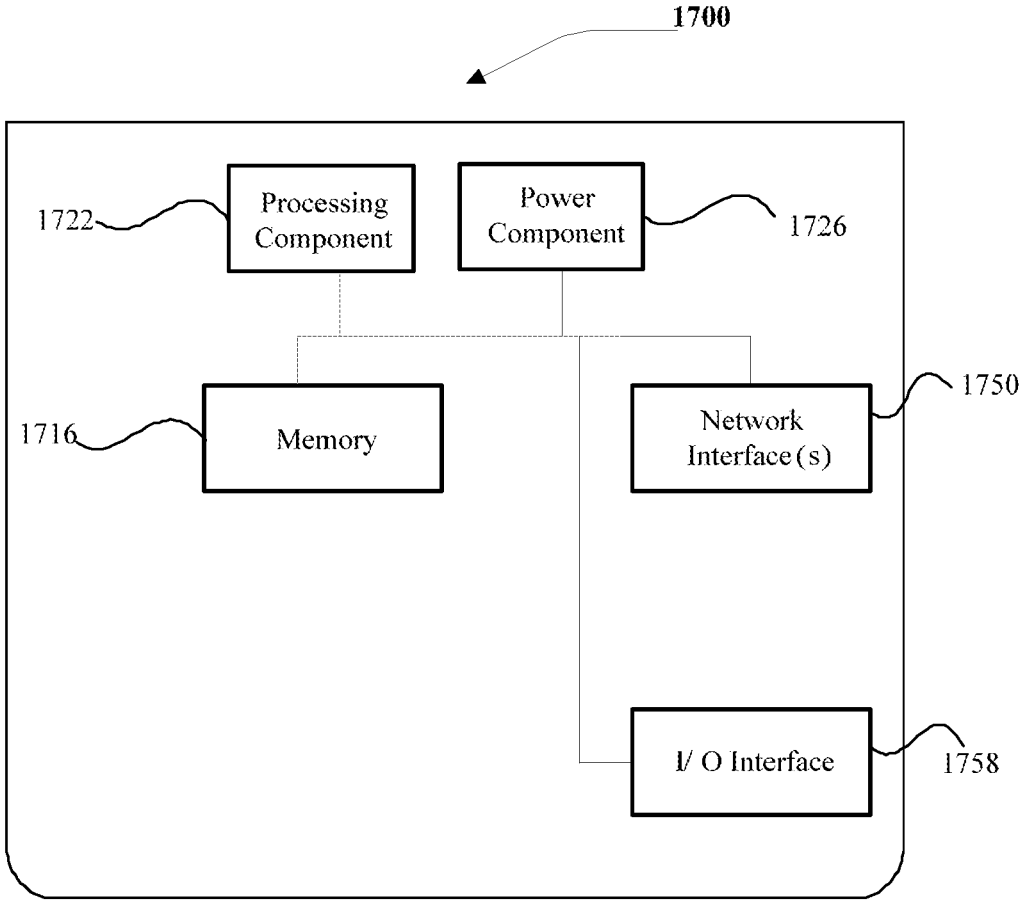 1700
1722
Processing
Component
Power
Component
1726
1716
Memory
Network
Interface(s)
1750
I/ O Interface
1758